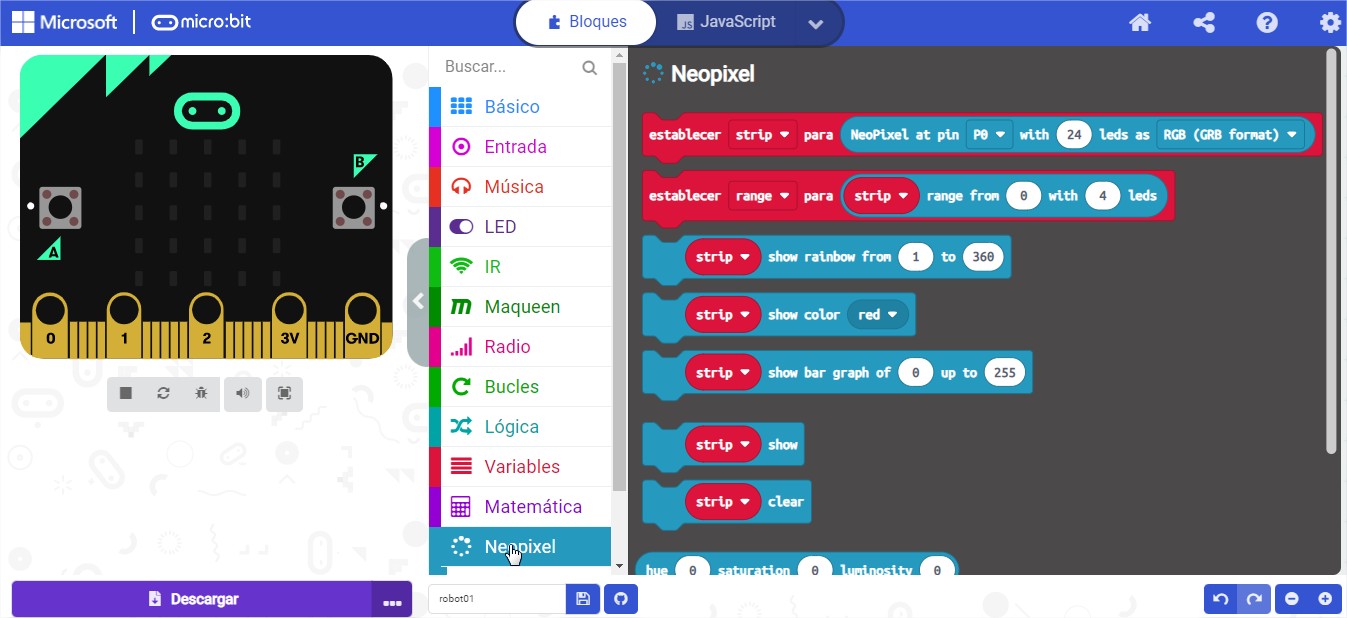 Microsoft micro:bit Bloques JS JavaScript
B
A
0 1 2 3V GND
Descargar ...
Buscar...
Básico
Entrada
Música
LED
IR
Maqueen
Radio
Bucles
Lógica
Variables
Matemática
Neopixel
Neopixel
establecer strip para NeoPixel at pin P0 with 24 leds as RGB (GRB format)
establecer range para strip range from 0 with 4 leds
strip show rainbow from 1 to 360
strip show color red
strip show bar graph of 0 up to 255
strip show
strip clear
hue 0 saturation 0 luminosity 0
robot01